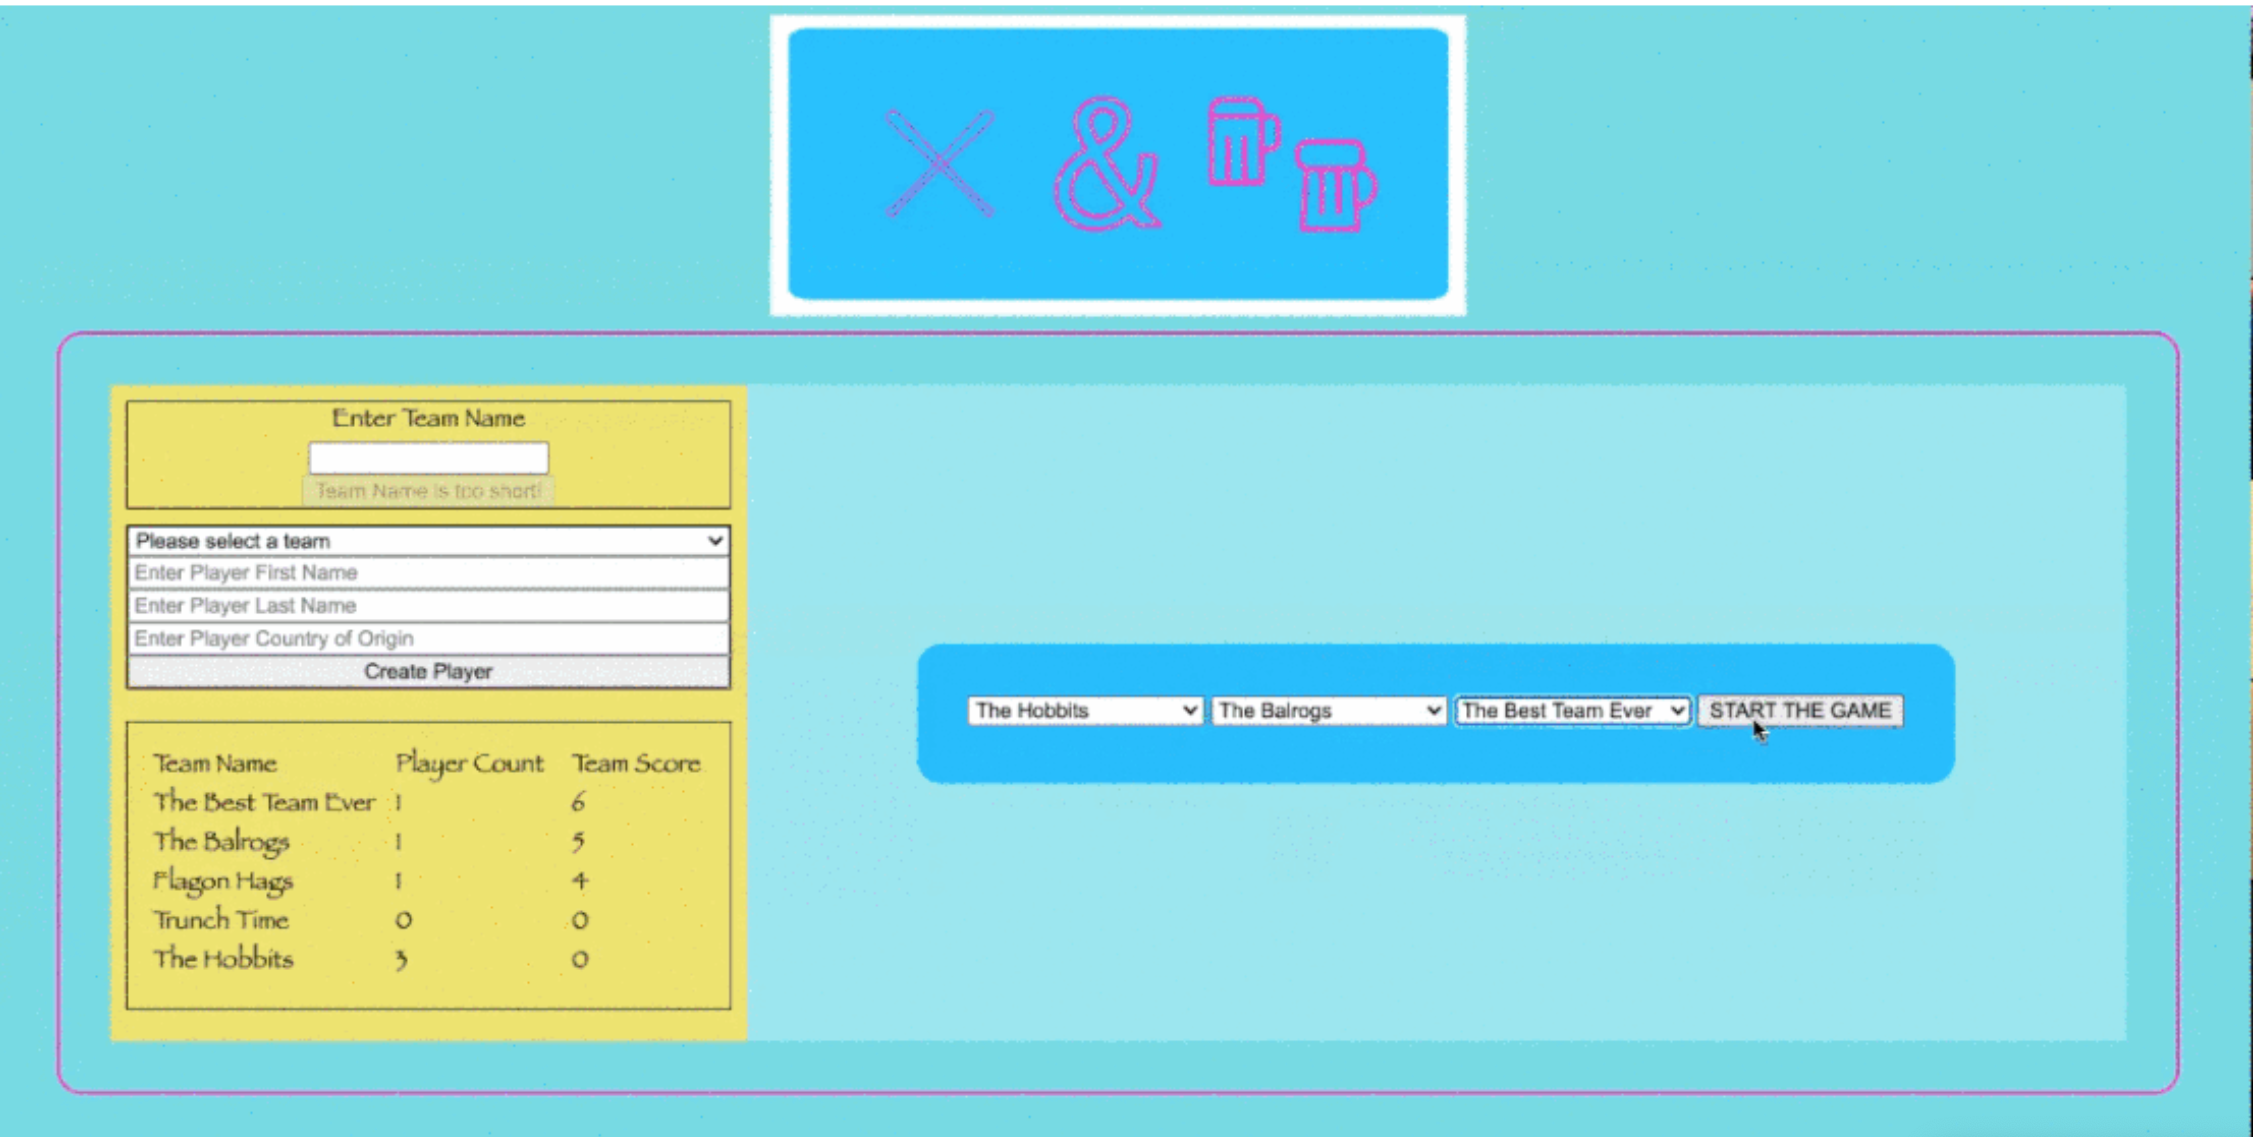 &
Enter Team Name
Team Name is too short!
Please select a team
Enter Player First Name
Enter Player Last Name
Enter Player Country of Origin
Create Player
Team Name Player Count Team Score
The Best Team Ever 1 6
The Balrogs 1 5
Flagon Hags 1 4
Trunch Time 0 0
The Hobbits 3 0
The Hobbits The Balrogs The Best Team Ever START THE GAME